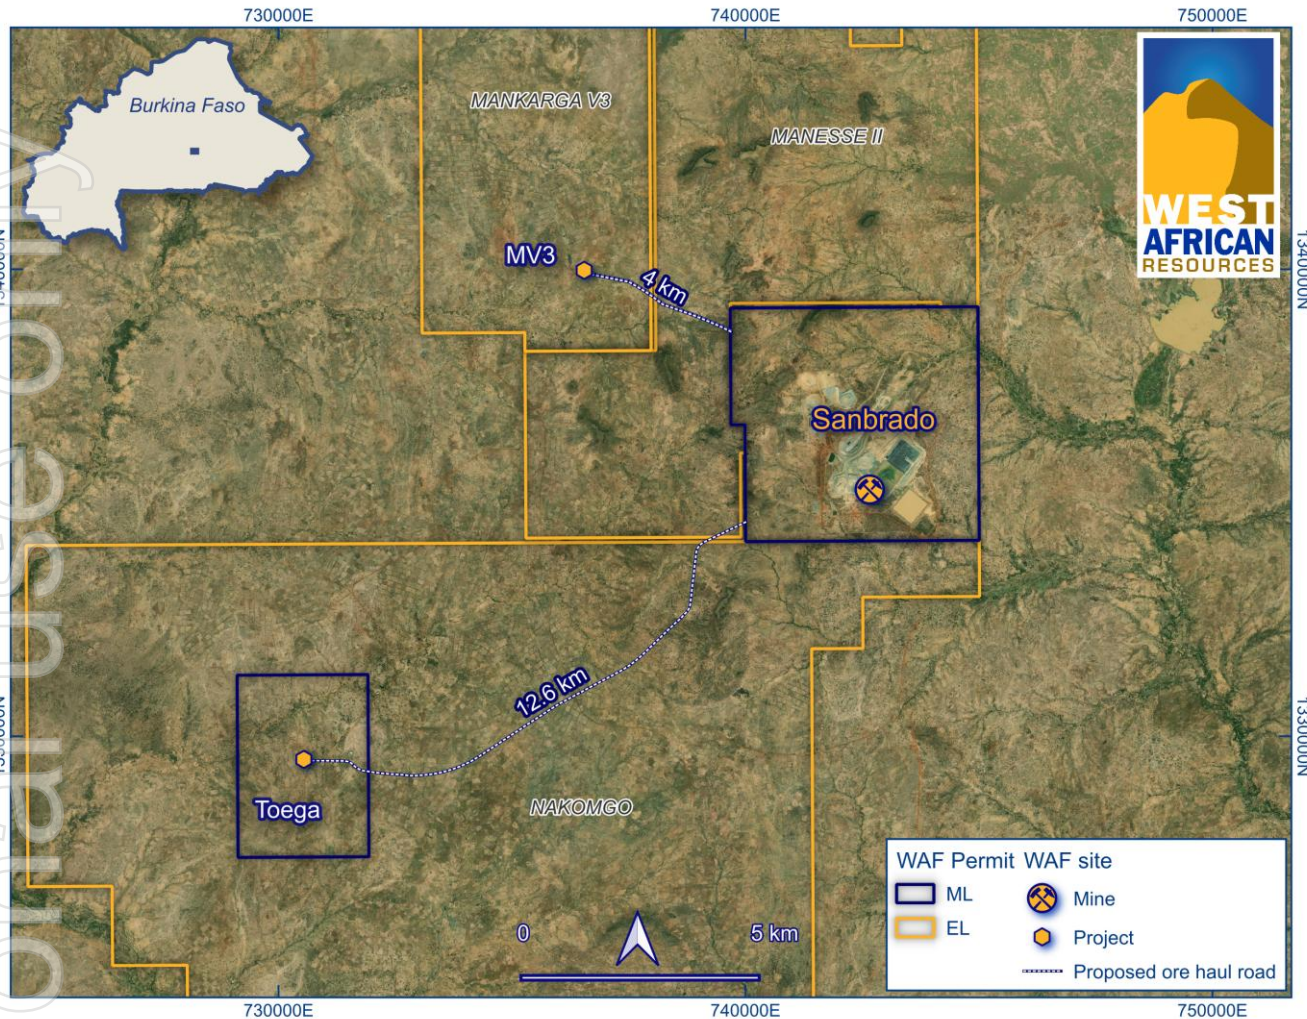 730000E
740000E
750000E
Burkina Faso
MANKARGA V3
MANESSE II
WEST
AFRICAN
RESOURCES
1340000N
MV3
4 km
Sanbrado
12.6 km
1330000N
Toega
NAKOMGO
WAF Permit
ML
EL
WAF site
Mine
Project
Proposed ore haul road
0
5 km
730000E
740000E
750000E